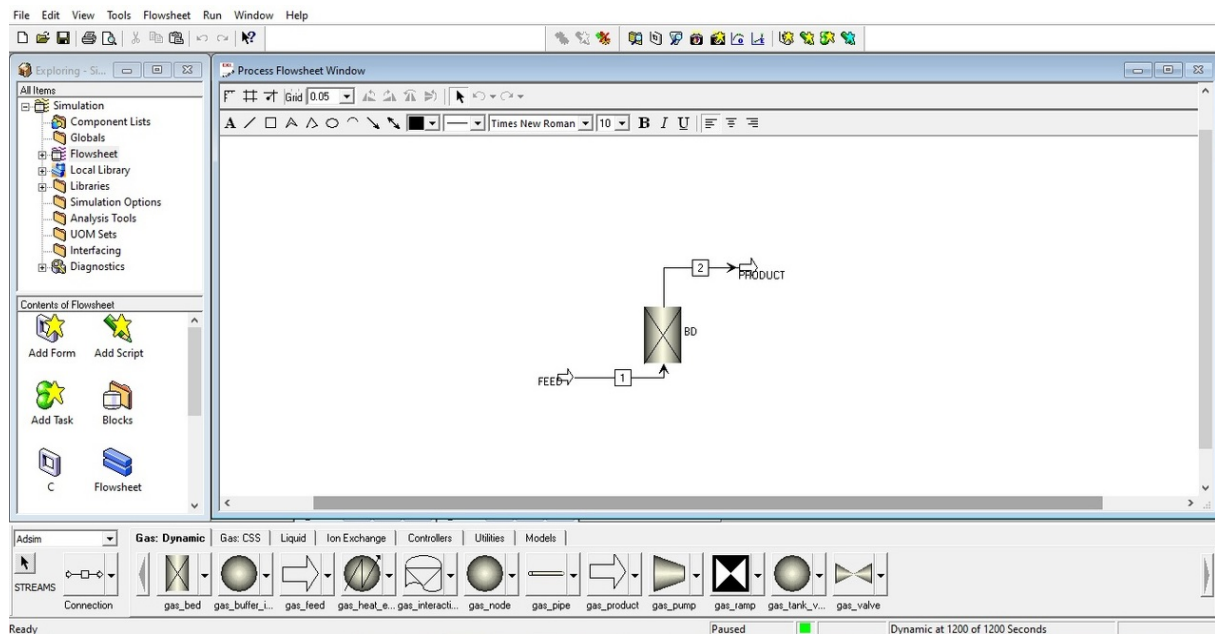 File Edit View Tools Flowsheet Run Window Help
Exploring - Si...
All Items
Simulation
Component Lists
Globals
Flowsheet
Local Library
Libraries
Simulation Options
Analysis Tools
UOM Sets
Interfacing
Diagnostics
Contents of Flowsheet
Add Form Add Script
Add Task Blocks
C Flowsheet
Process Flowsheet Window
Grid 0.05
A Times New Roman 10 B I U
2
PRODUCT
BD
FEED
1
Adsim Gas: Dynamic Gas: CSS Liquid Ion Exchange Controllers Utilities Models
STREAMS
Connection gas_bed gas_buffer_i... gas_feed gas_heat_e... gas_interacti... gas_node gas_pipe gas_product gas_pump gas_ramp gas_tank_v... gas_valve
Ready Paused Dynamic at 1200 of 1200 Seconds